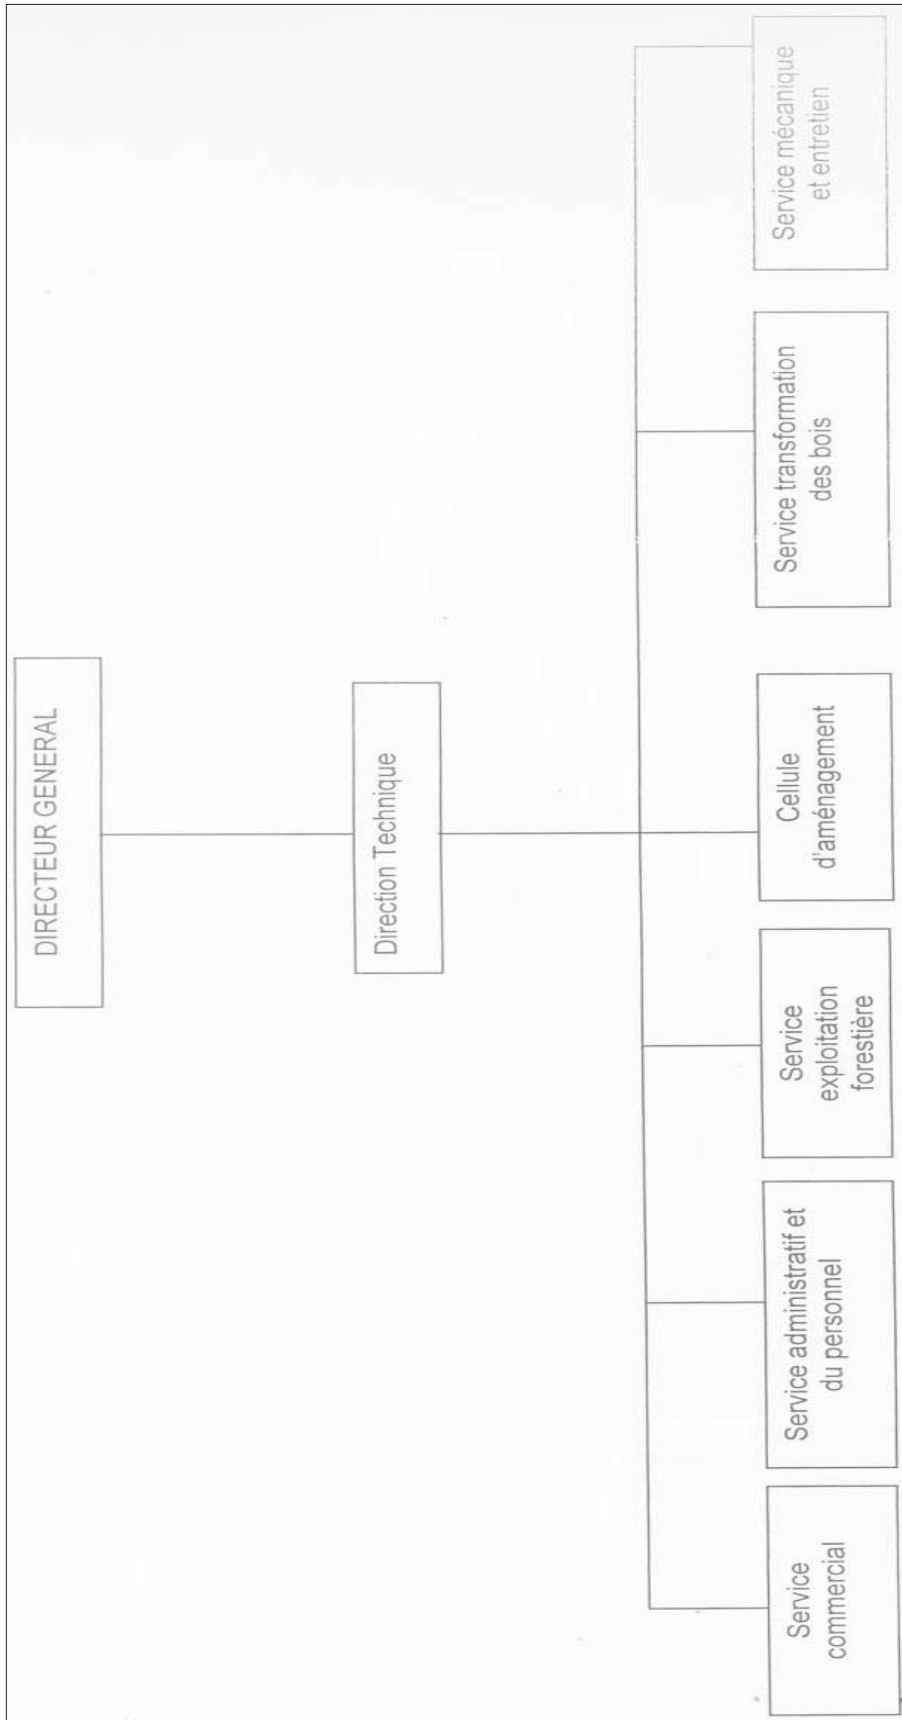 DIRECTEUR GENERAL
Direction Technique
Service
commercial
Service administratif et
du personnel
Service
exploitation
forestière
Cellule
d'aménagement
Service transformation
des bois
Service mécanique
et entretien